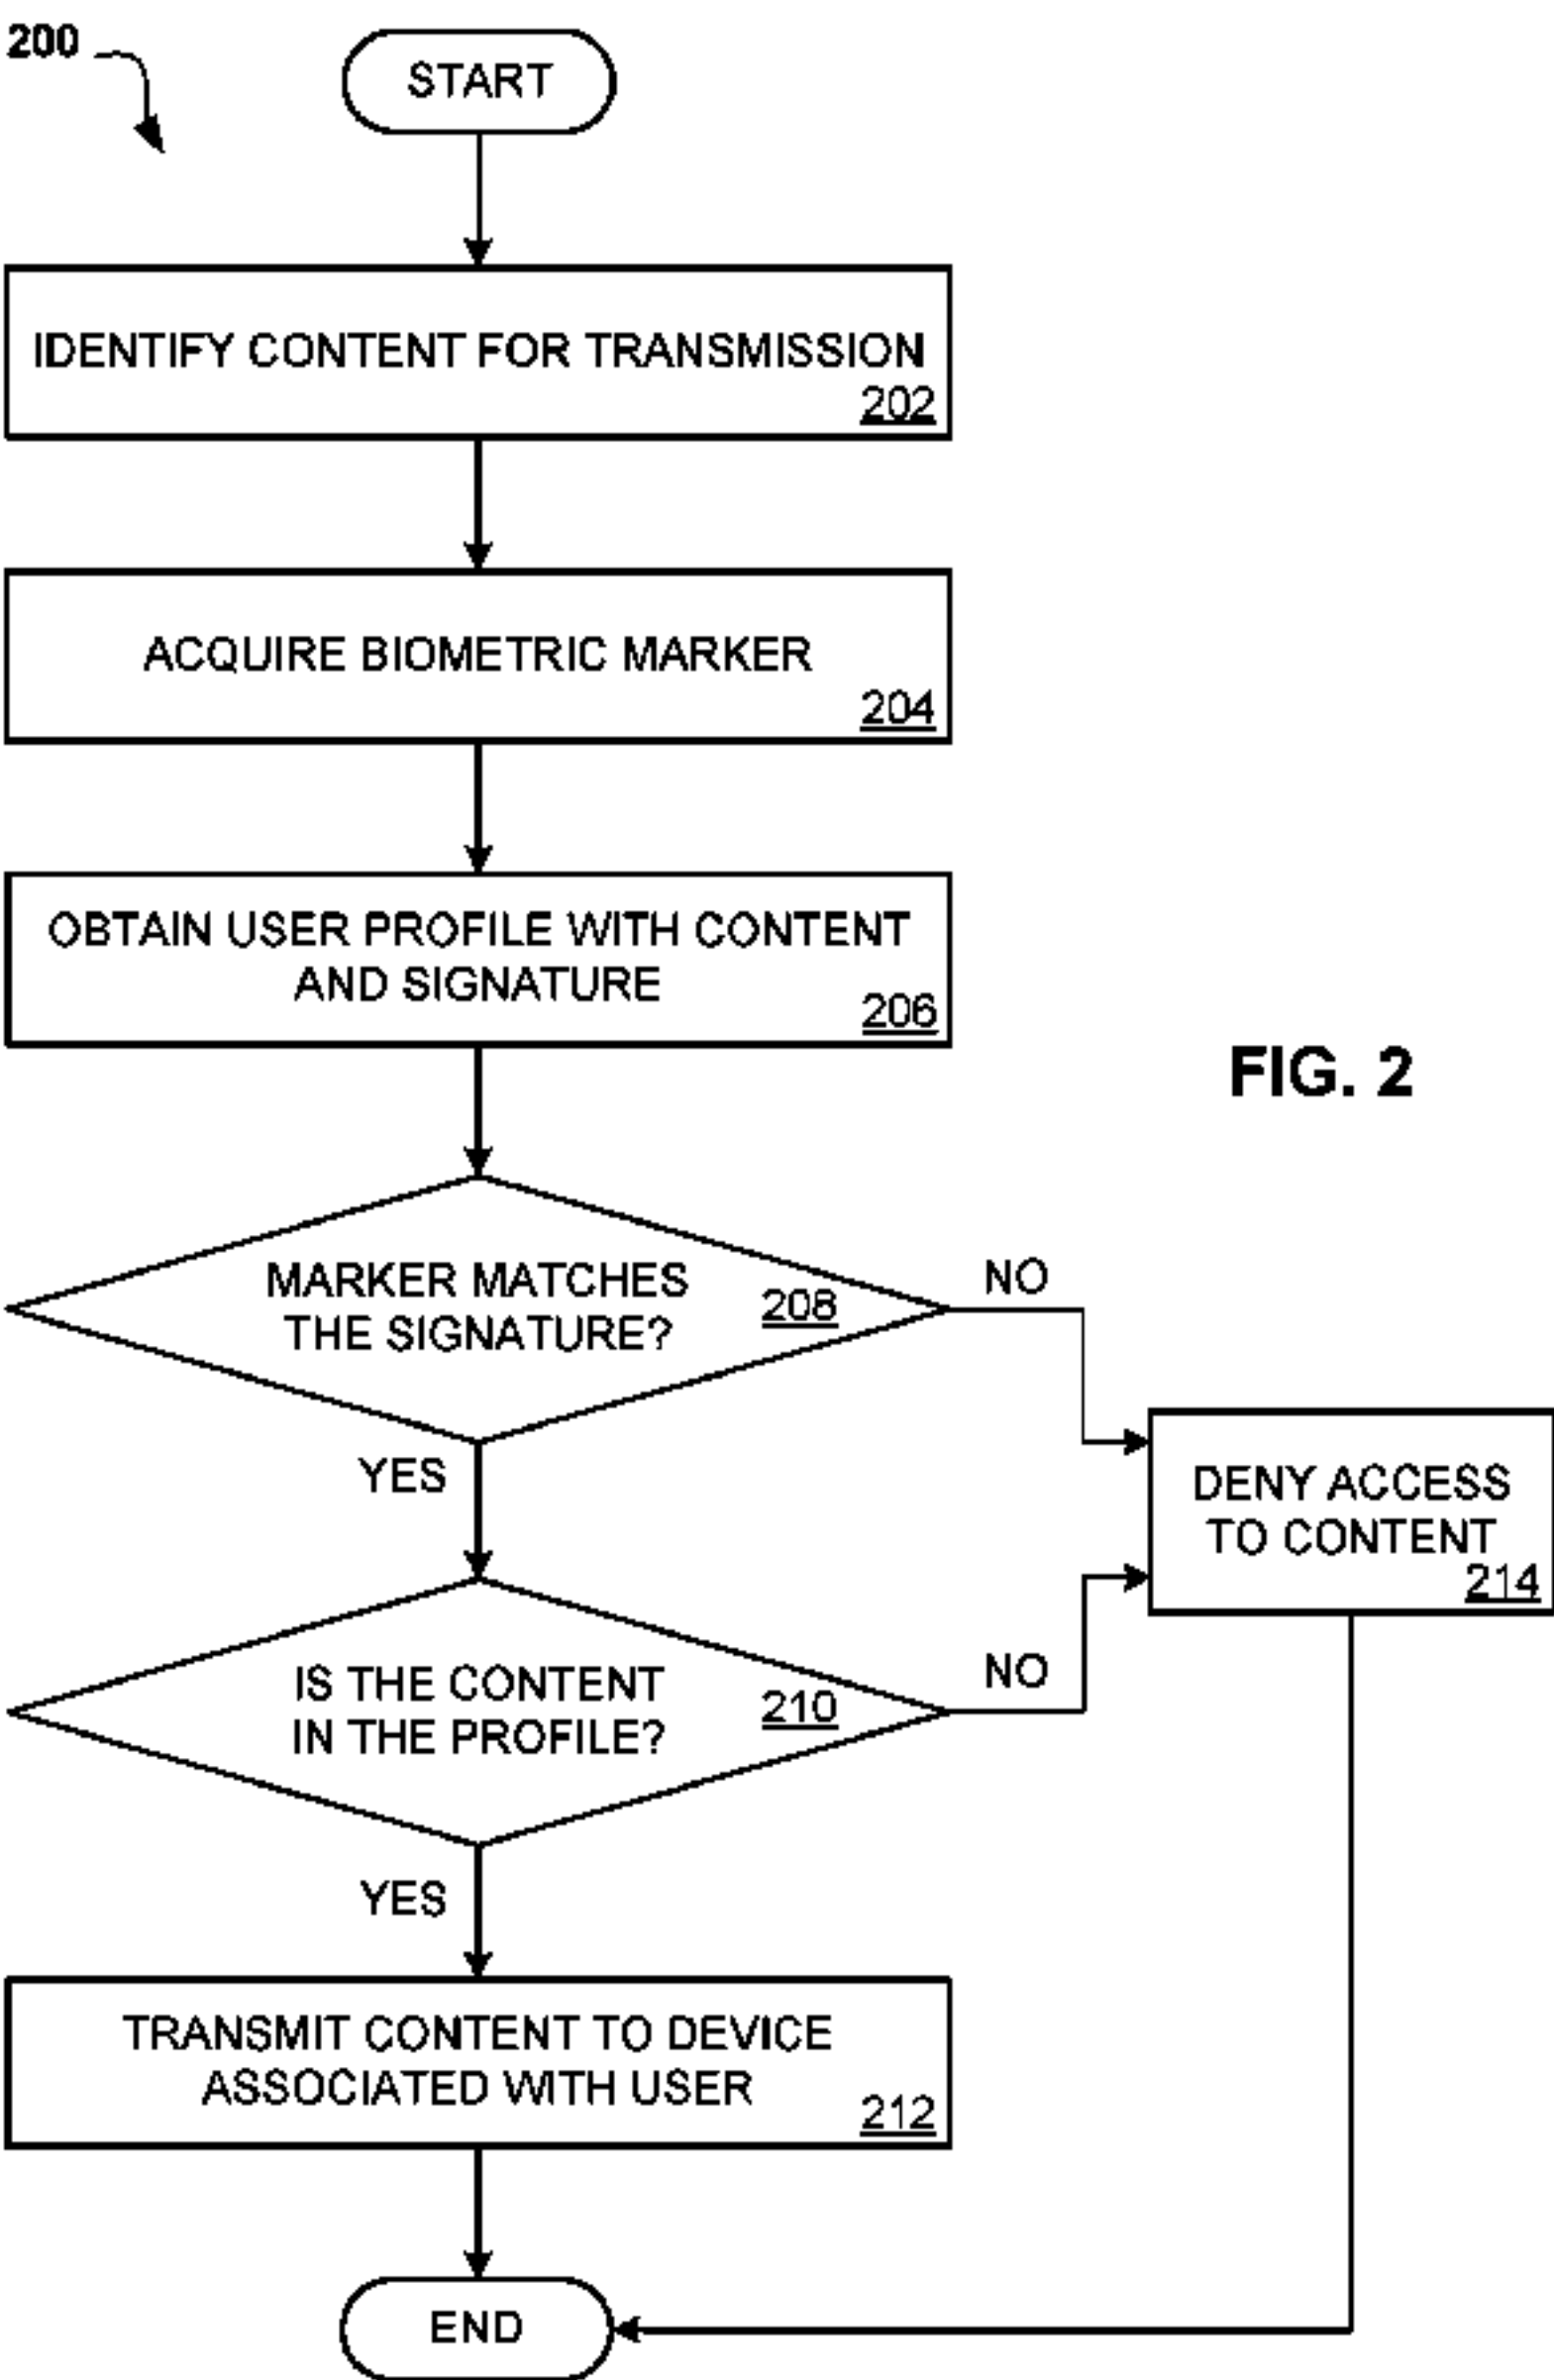 200
START
IDENTIFY CONTENT FOR TRANSMISSION
202
ACQUIRE BIOMETRIC MARKER
204
OBTAIN USER PROFILE WITH CONTENT
AND SIGNATURE
206
FIG. 2
MARKER MATCHES
THE SIGNATURE?
208
NO
YES
DENY ACCESS
TO CONTENT
214
IS THE CONTENT
IN THE PROFILE?
210
NO
YES
TRANSMIT CONTENT TO DEVICE
ASSOCIATED WITH USER
212
END